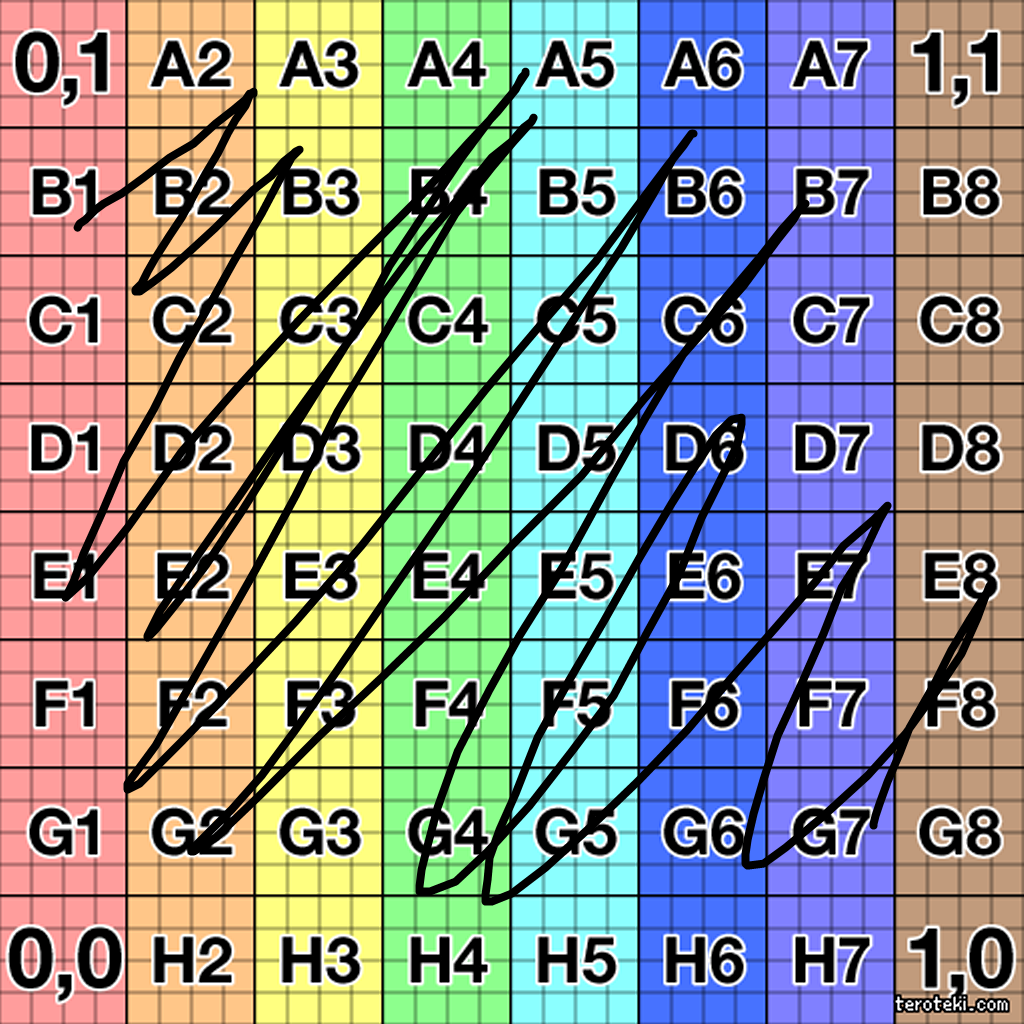 0,1 A2 A3 A4 A5 A6 A7 1,1
B1 B2 B3 B4 B5 B6 B7 B8
C1 C2 C3 C4 C5 C6 C7 C8
D1 D2 D3 D4 D5 D6 D7 D8
E1 E2 E3 E4 E5 E6 E7 E8
F1 F2 F3 F4 F5 F6 F7 F8
G1 G2 G3 G4 G5 G6 G7 G8
0,0 H2 H3 H4 H5 H6 H7 1,0
teroteki.com